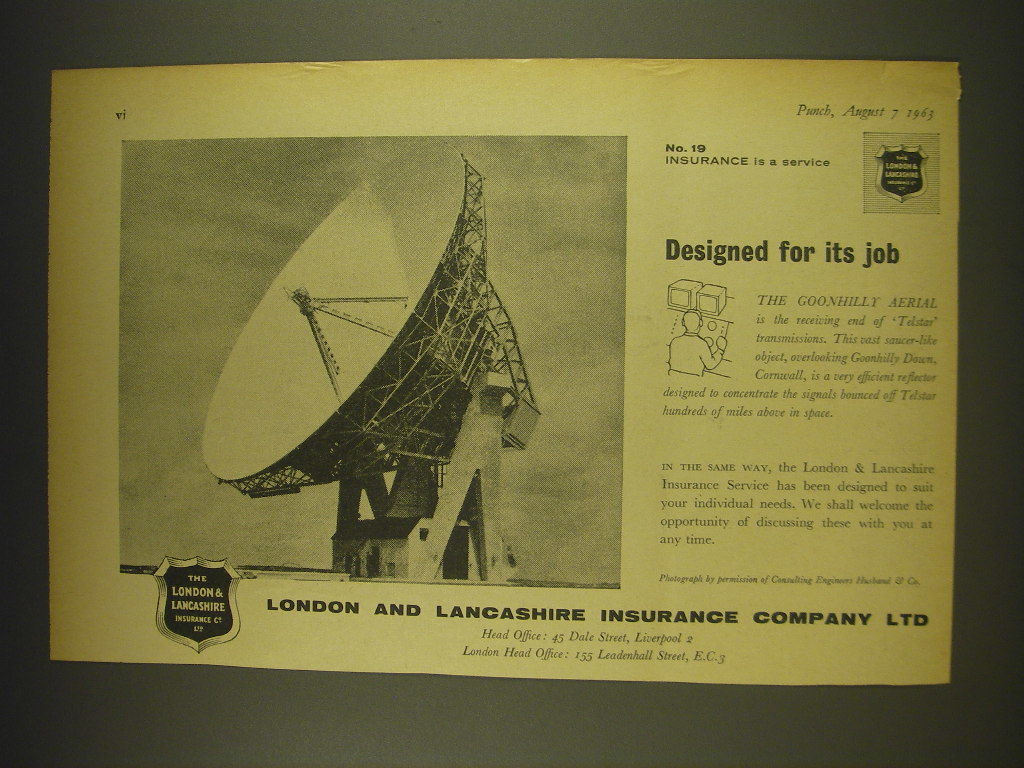 vi
Punch, August 7 1963
No. 19
INSURANCE is a service
THE
LONDON &
LANCASHIRE
INSURANCE Cº
Lᵀᴰ
Designed for its job
THE GOONHILLY AERIAL
is the receiving end of ‘Telstar’
transmissions. This vast saucer-like
object, overlooking Goonhilly Down,
Cornwall, is a very efficient reflector
designed to concentrate the signals bounced off Telstar
hundreds of miles above in space.
IN THE SAME WAY, the London & Lancashire
Insurance Service has been designed to suit
your individual needs. We shall welcome the
opportunity of discussing these with you at
any time.
Photograph by permission of Consulting Engineers Husband & Co.
THE
LONDON &
LANCASHIRE
INSURANCE Cº
Lᵀᴰ
LONDON AND LANCASHIRE INSURANCE COMPANY LTD
Head Office: 45 Dale Street, Liverpool 2
London Head Office: 155 Leadenhall Street, E.C.3